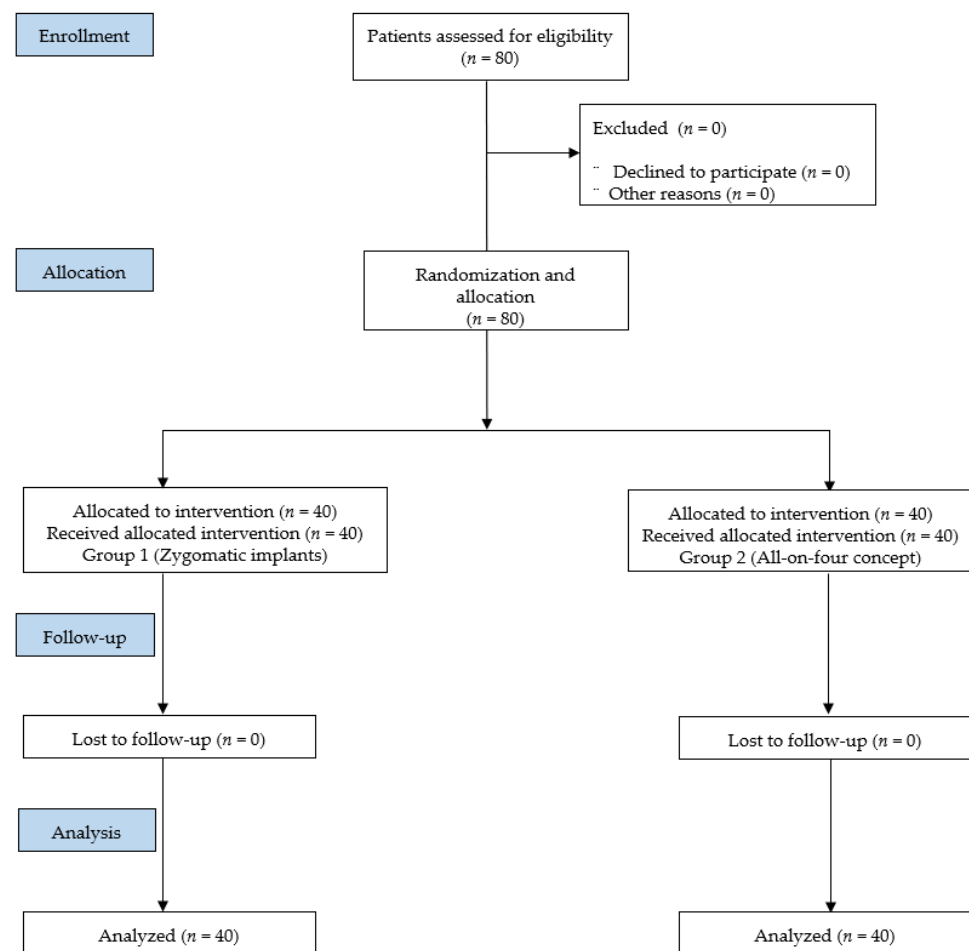 Enrollment
Patients assessed for eligibility
(n = 80)
Excluded (n = 0)
¨ Declined to participate (n = 0)
¨ Other reasons (n = 0)
Allocation
Randomization and
allocation
(n = 80)
Allocated to intervention (n = 40)
Received allocated intervention (n = 40)
Group 1 (Zygomatic implants)
Allocated to intervention (n = 40)
Received allocated intervention (n = 40)
Group 2 (All-on-four concept)
Follow-up
Lost to follow-up (n = 0)
Lost to follow-up (n = 0)
Analysis
Analyzed (n = 40)
Analyzed (n = 40)